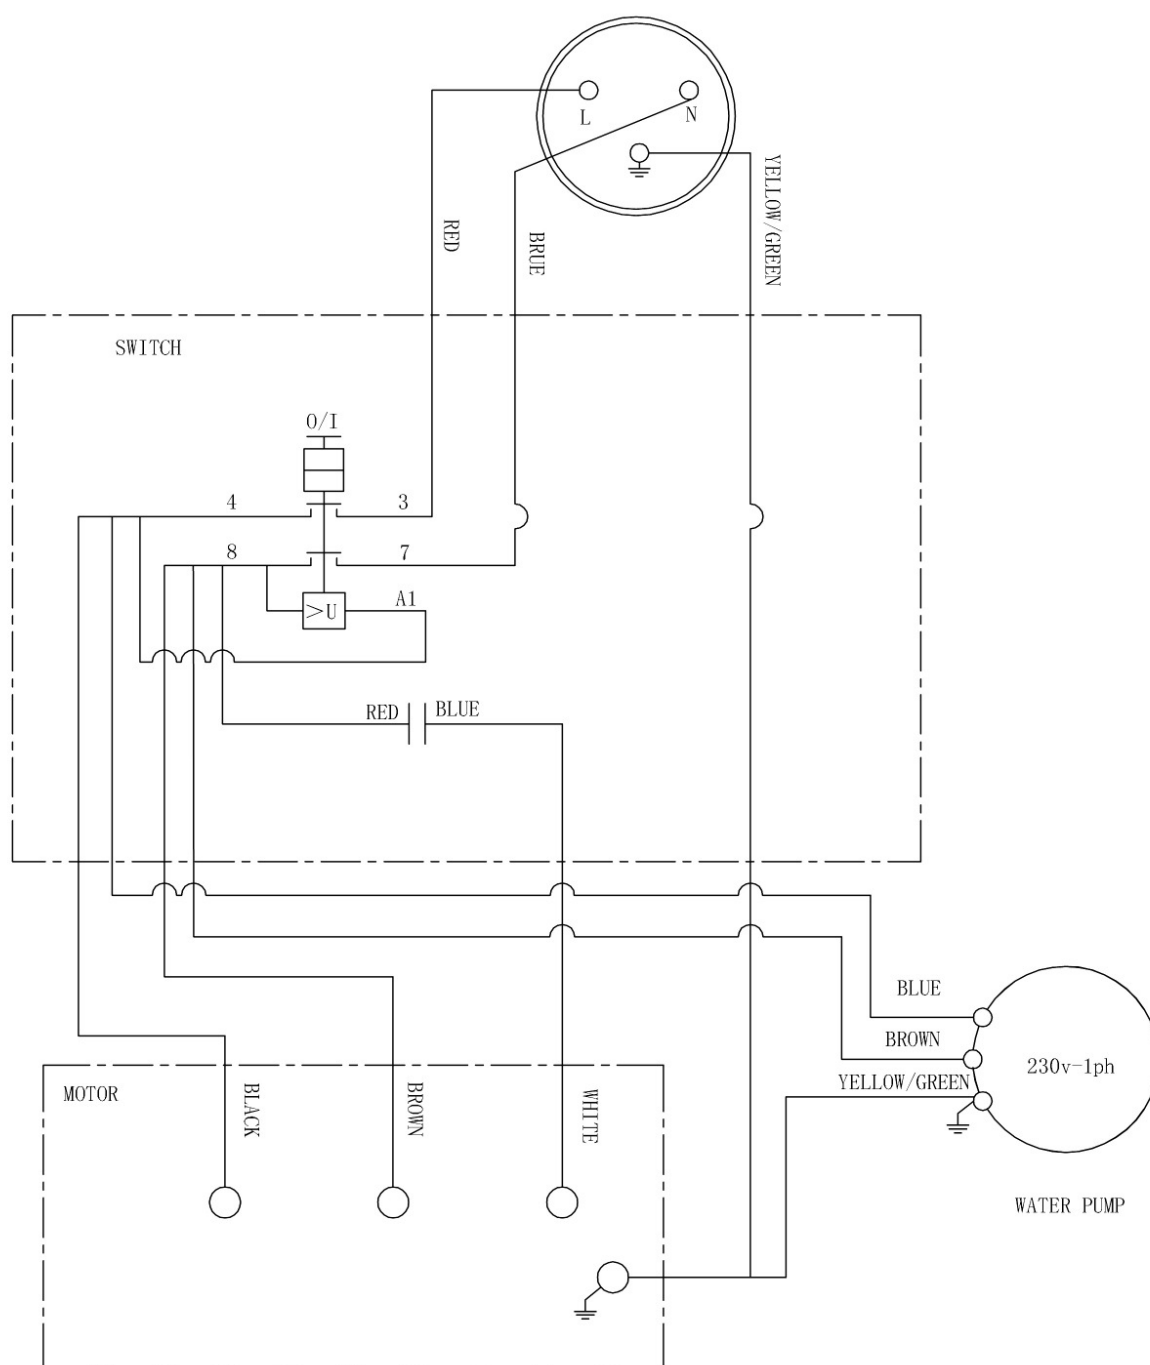 L
N
RED
BRUE
YELLOW/GREEN
SWITCH
O/I
4
3
8
7
>U
A1
RED
BLUE
BLUE
BROWN
YELLOW/GREEN
230v-1ph
WATER PUMP
MOTOR
BLACK
BROWN
WHITE